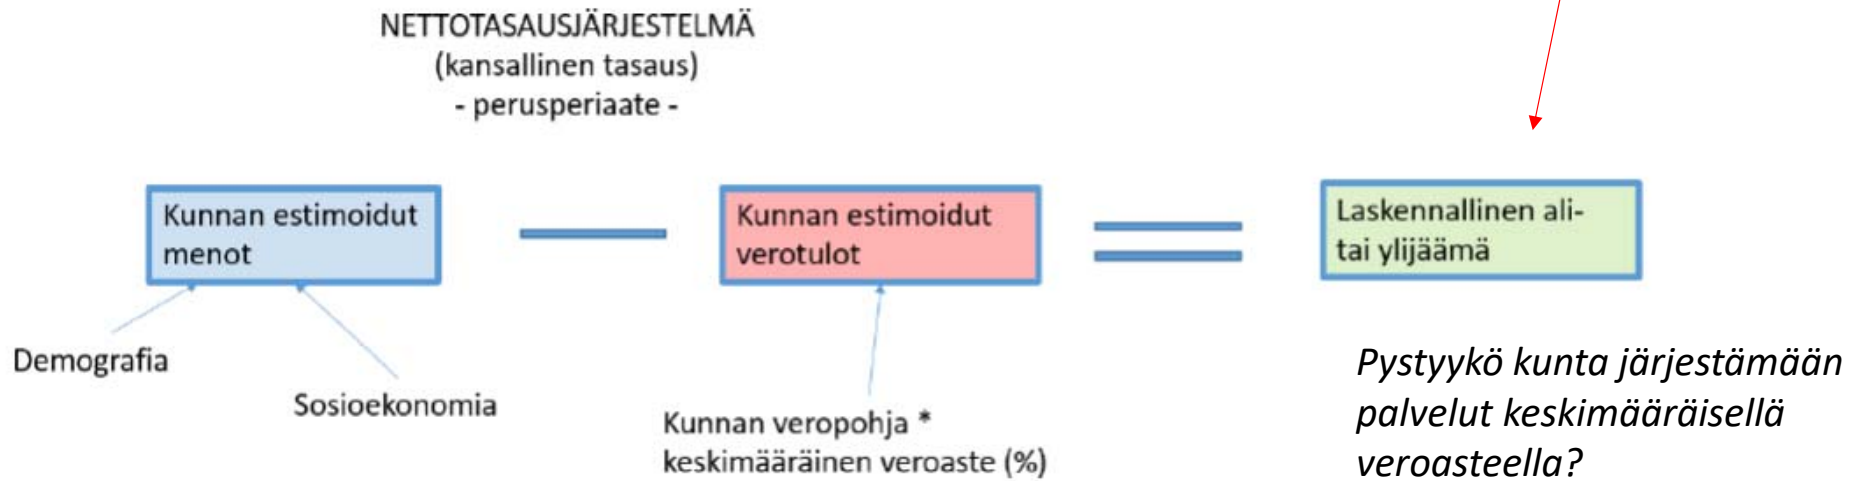 NETTOTASAUSJÄRJESTELMÄ
(kansallinen tasaus)
- perusperiaate -
Kunnan estimoidut
menot
Kunnan estimoidut
verotulot
Laskennallinen ali-
tai ylijäämä
Demografia
Sosioekonomia
Kunnan veropohja *
keskimääräinen veroaste (%)
Pystyykö kunta järjestämään
palvelut keskimääräisellä
veroasteella?